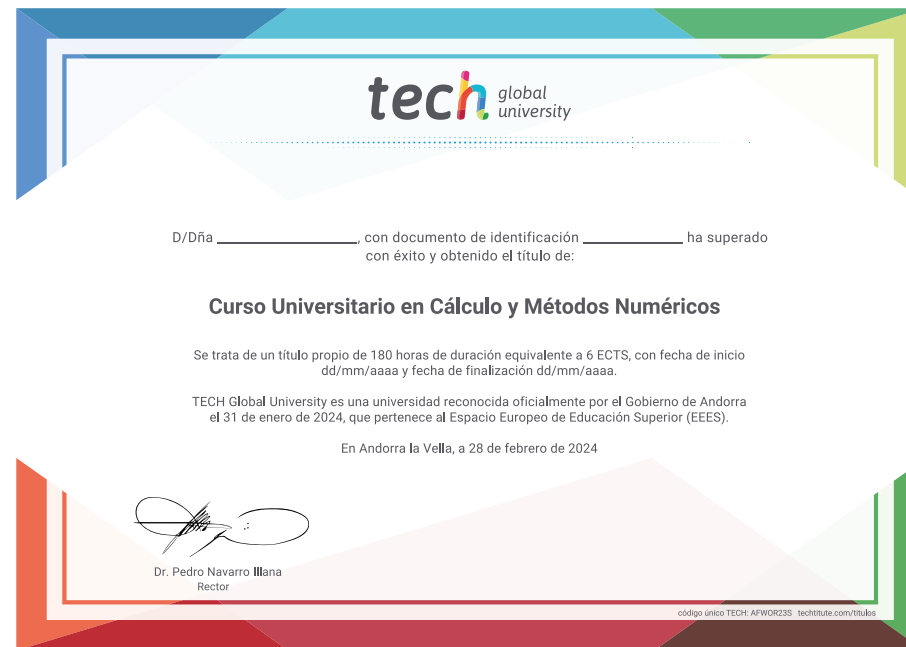 tech global university
D/Dña ____________________, con documento de identificación ______________ ha superado
con éxito y obtenido el título de:
Curso Universitario en Cálculo y Métodos Numéricos
Se trata de un título propio de 180 horas de duración equivalente a 6 ECTS, con fecha de inicio
dd/mm/aaaa y fecha de finalización dd/mm/aaaa.
TECH Global University es una universidad reconocida oficialmente por el Gobierno de Andorra
el 31 de enero de 2024, que pertenece al Espacio Europeo de Educación Superior (EEES).
En Andorra la Vella, a 28 de febrero de 2024
Dr. Pedro Navarro Illana
Rector
código único TECH: AFWOR23S techtitute.com/titulos